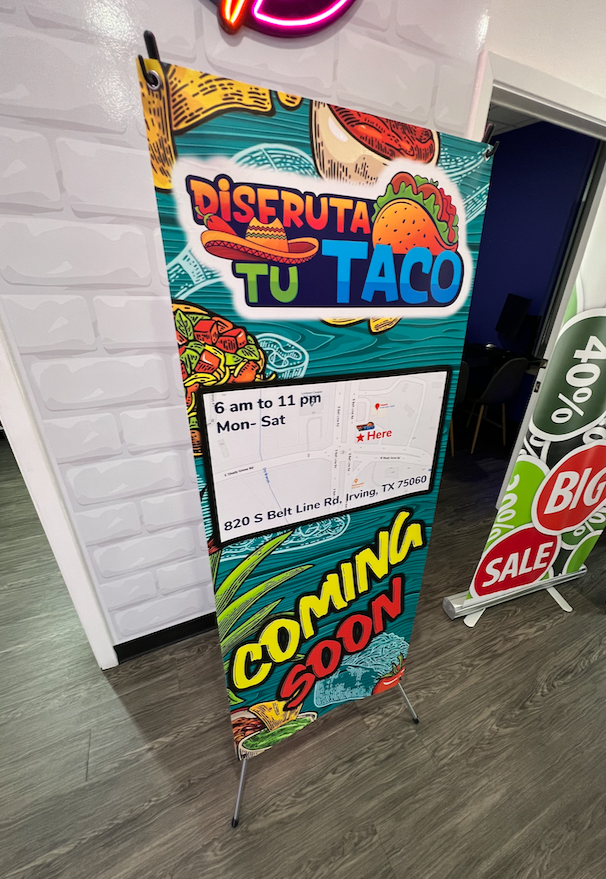 DISFRUTA
TU TACO
6 am to 11 pm
Mon- Sat
Here
820 S Belt Line Rd, Irving, TX 75060
COMING
SOON
40%
BIG
SALE